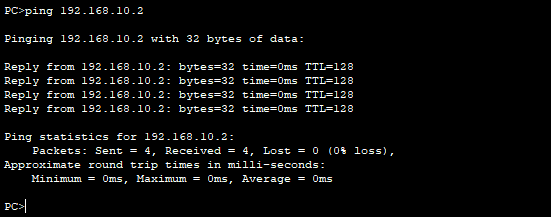 PC>ping 192.168.10.2
Pinging 192.168.10.2 with 32 bytes of data:
Reply from 192.168.10.2: bytes=32 time=0ms TTL=128
Reply from 192.168.10.2: bytes=32 time=0ms TTL=128
Reply from 192.168.10.2: bytes=32 time=0ms TTL=128
Reply from 192.168.10.2: bytes=32 time=0ms TTL=128
Ping statistics for 192.168.10.2:
    Packets: Sent = 4, Received = 4, Lost = 0 (0% loss),
Approximate round trip times in milli-seconds:
    Minimum = 0ms, Maximum = 0ms, Average = 0ms
PC>